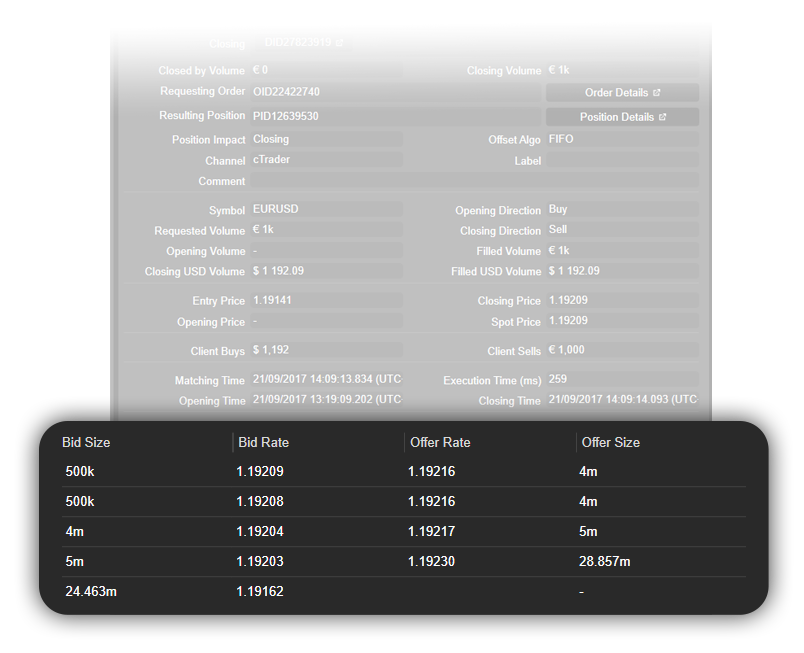 Closing OID27023919
Closed by Volume € 0 Closing Volume € 1k
Requesting Order OID22422740 Order Details
Resulting Position PID12639530 Position Details
Position Impact Closing Offset Algo FIFO
Channel cTrader Label
Comment
Symbol EURUSD Opening Direction Buy
Requested Volume € 1k Closing Direction Sell
Opening Volume - Filled Volume € 1k
Closing USD Volume $ 1 192.09 Filled USD Volume $ 1 192.09
Entry Price 1.19141 Closing Price 1.19209
Opening Price - Spot Price 1.19209
Client Buys $ 1,192 Client Sells € 1,000
Matching Time 21/09/2017 14:09:13.834 (UTC Execution Time (ms) 259
Opening Time 21/09/2017 13:19:09.202 (UTC Closing Time 21/09/2017 14:09:14.093 (UTC
Bid Size Bid Rate Offer Rate Offer Size
500k 1.19209 1.19216 4m
500k 1.19208 1.19216 4m
4m 1.19204 1.19217 5m
5m 1.19203 1.19230 28.857m
24.463m 1.19162 -